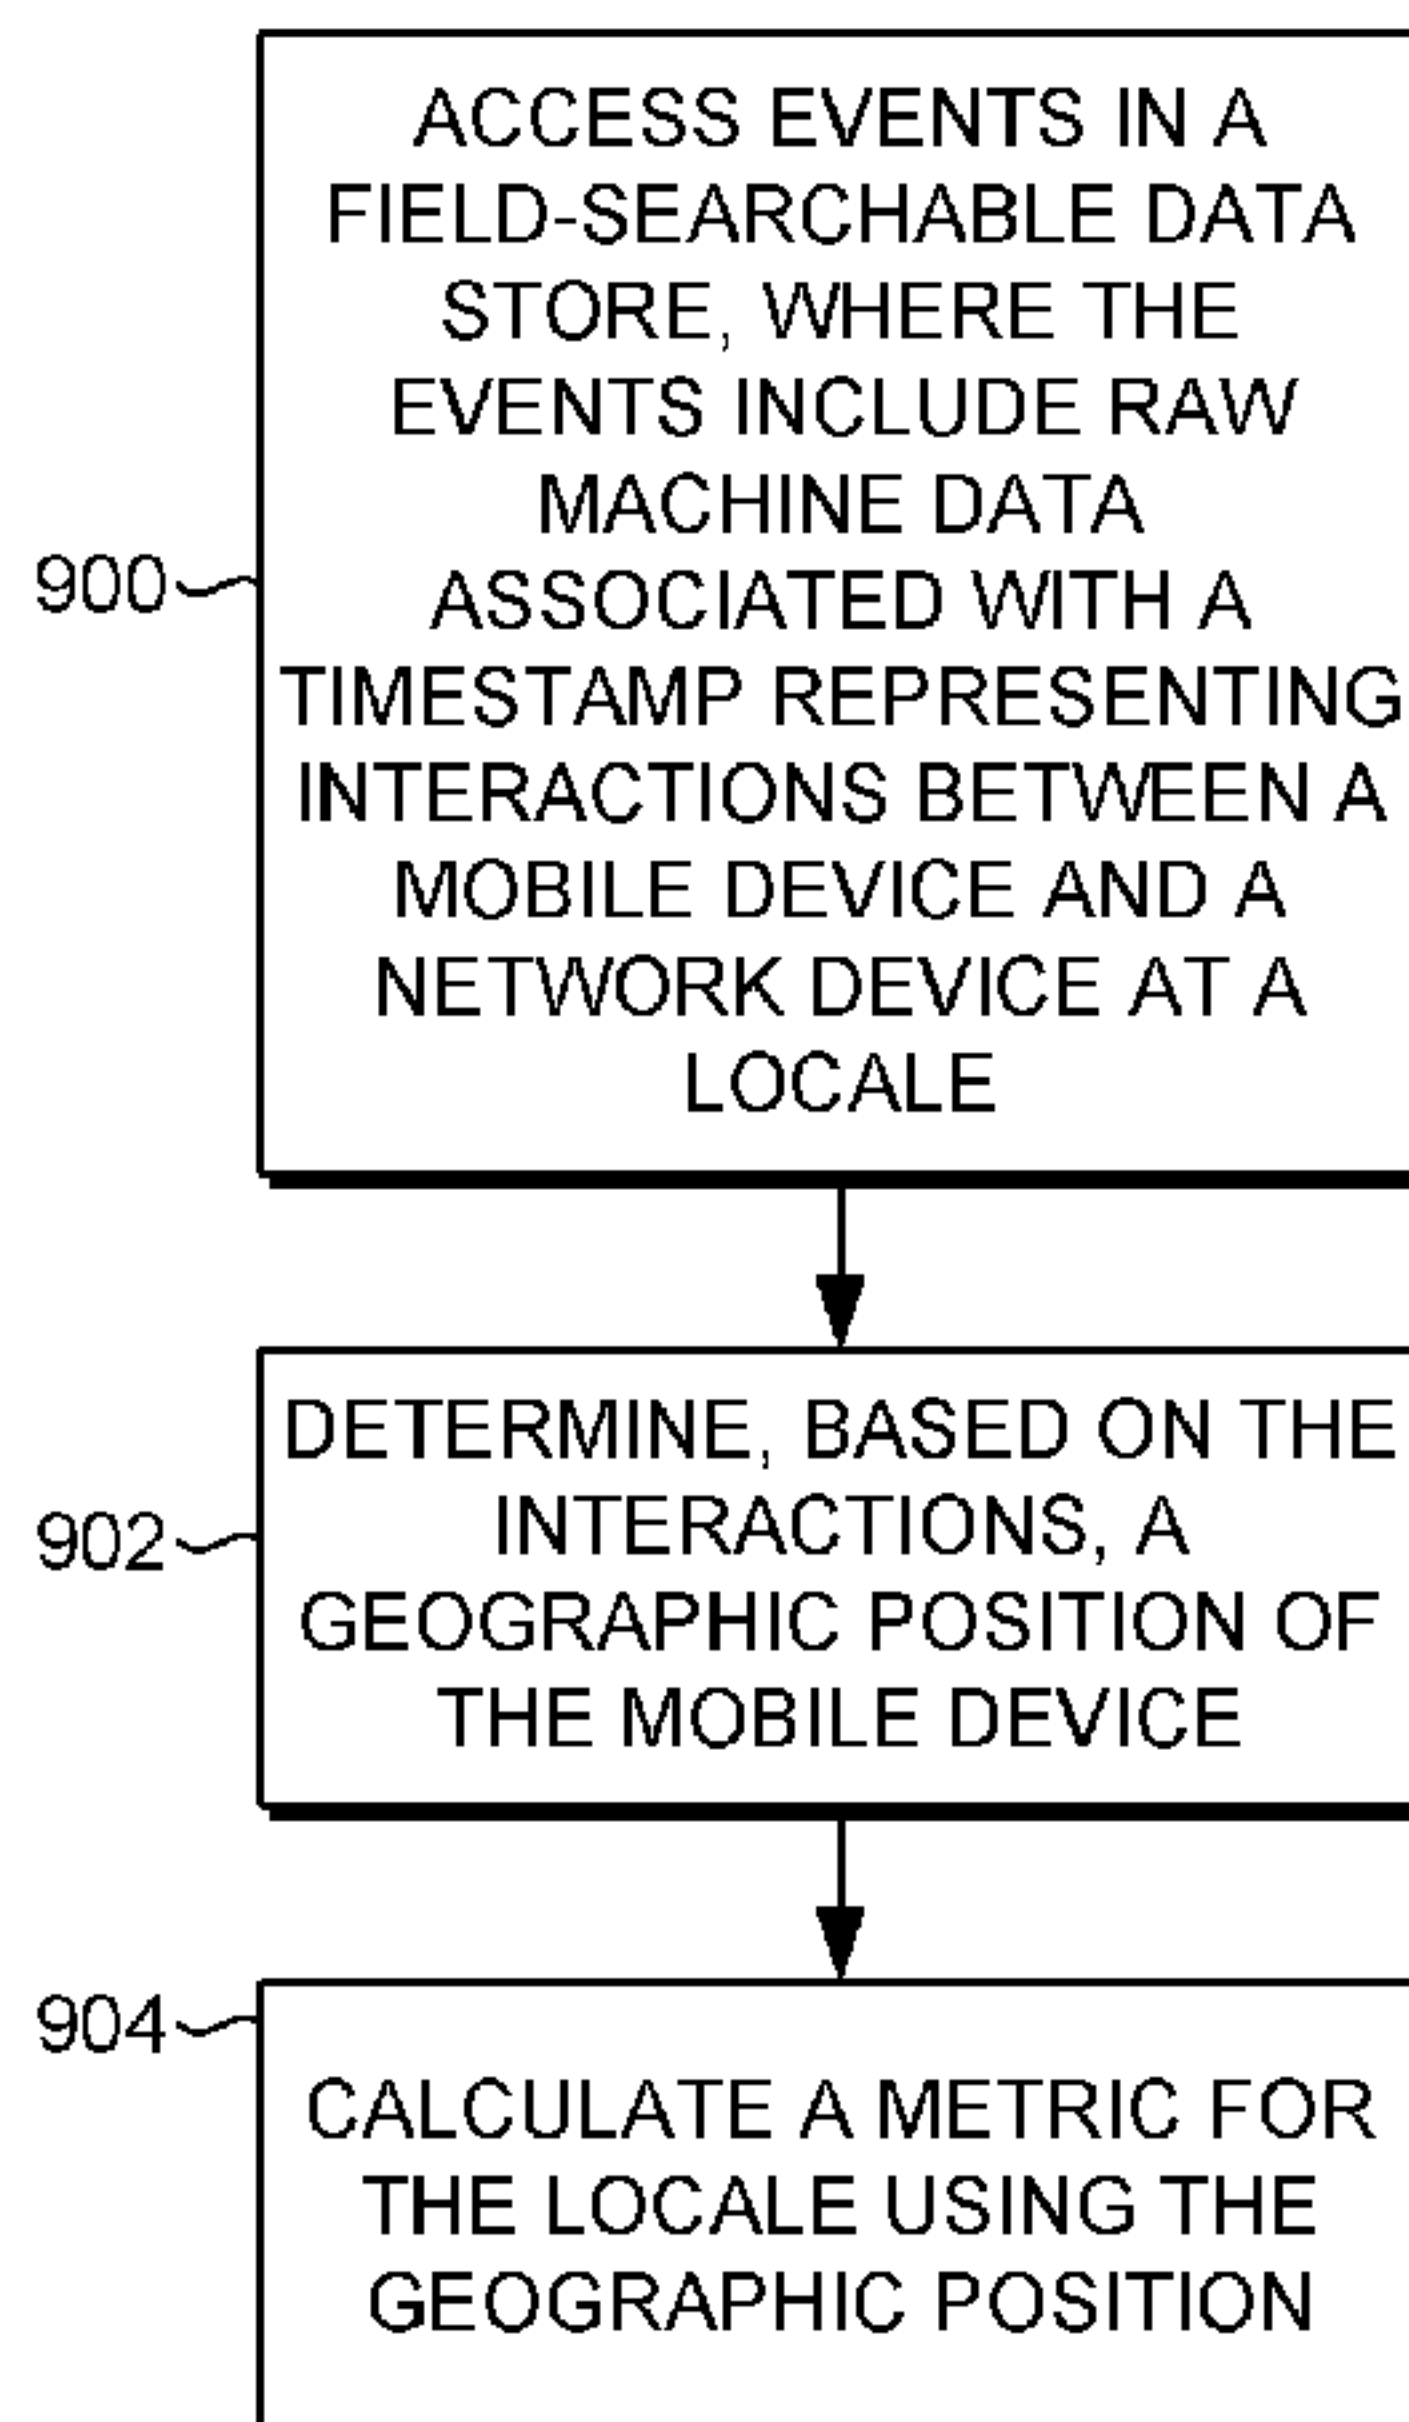 ACCESS EVENTS IN A
FIELD-SEARCHABLE DATA
STORE, WHERE THE
EVENTS INCLUDE RAW
MACHINE DATA
900
ASSOCIATED WITH A
TIMESTAMP REPRESENTING
INTERACTIONS BETWEEN A
MOBILE DEVICE AND A
NETWORK DEVICE AT A
LOCALE
DETERMINE, BASED ON THE
902
INTERACTIONS, A
GEOGRAPHIC POSITION OF
THE MOBILE DEVICE
904
CALCULATE A METRIC FOR
THE LOCALE USING THE
GEOGRAPHIC POSITION